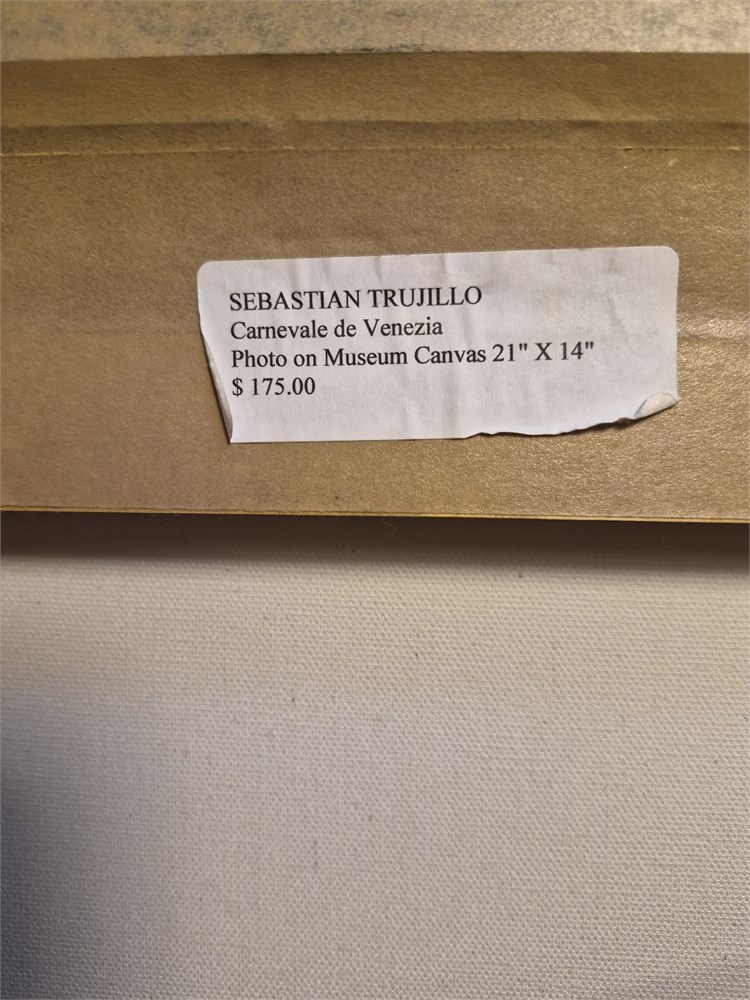 SEBASTIAN TRUJILLO
Carnevale de Venezia
Photo on Museum Canvas 21" X 14"
$ 175.00